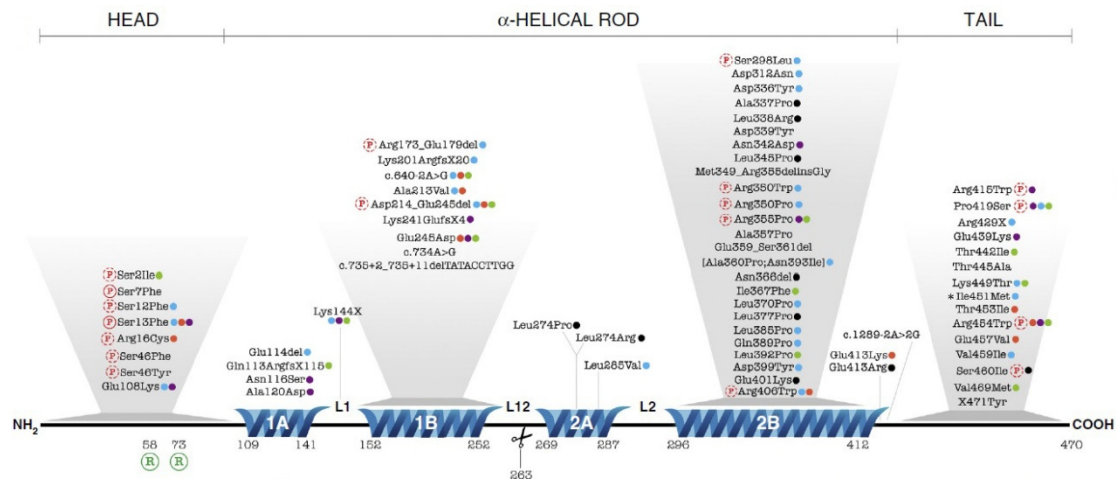 HEAD
α-HELICAL ROD
TAIL
P Ser2Ile
P Ser7Phe
P Ser12Phe
P Ser13Phe
P Arg16Cys
P Ser46Phe
P Ser46Tyr
Glu108Lys
Glu114del
Gln113ArgfsX115
Asn116Ser
Ala120Asp
Lys144X
P Arg173_Glu179del
Lys201ArgfsX20
c.640-2A>G
Ala213Val
P Asp214_Glu245del
Lys241GlufsX4
Glu245Asp
c.734A>G
c.735+2_735+11delTATACCTTGG
Leu274Pro
Leu274Arg
Leu285Val
P Ser298Leu
Asp312Asn
Asp336Tyr
Ala337Pro
Leu338Arg
Asp339Tyr
Asn342Asp
Leu345Pro
Met349_Arg355delinsGly
P Arg350Trp
P Arg350Pro
P Arg355Pro
Ala357Pro
Glu359_Ser361del
[Ala360Pro;Asn393Ile]
Asn366del
Ile367Phe
Leu370Pro
Leu377Pro
Leu385Pro
Gln389Pro
Leu392Pro
Asp399Tyr
Glu401Lys
P Arg406Trp
c.1289-2A>2G
Glu413Lys
Glu413Arg
Arg415Trp P
Pro419Ser P
Arg429X
Glu439Lys
Thr442Ile
Thr445Ala
Lys449Thr
*Ile451Met
Thr453Ile
Arg454Trp P
Glu457Val
Val459Ile
Ser460Ile P
Val469Met
X471Tyr
L1
L12
L2
NH2
1A
1B
2A
2B
COOH
58
73
109
141
152
252
269
287
296
412
470
R
R
263